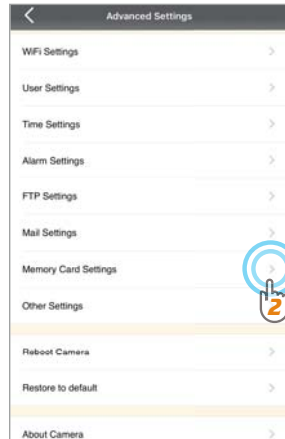 Advanced Settings
WiFi Settings
User Settings
Time Settings
Alarm Settings
FTP Settings
Mail Settings
Memory Card Settings
2
Other Settings
Reboot Camera
Restore to default
About Camera